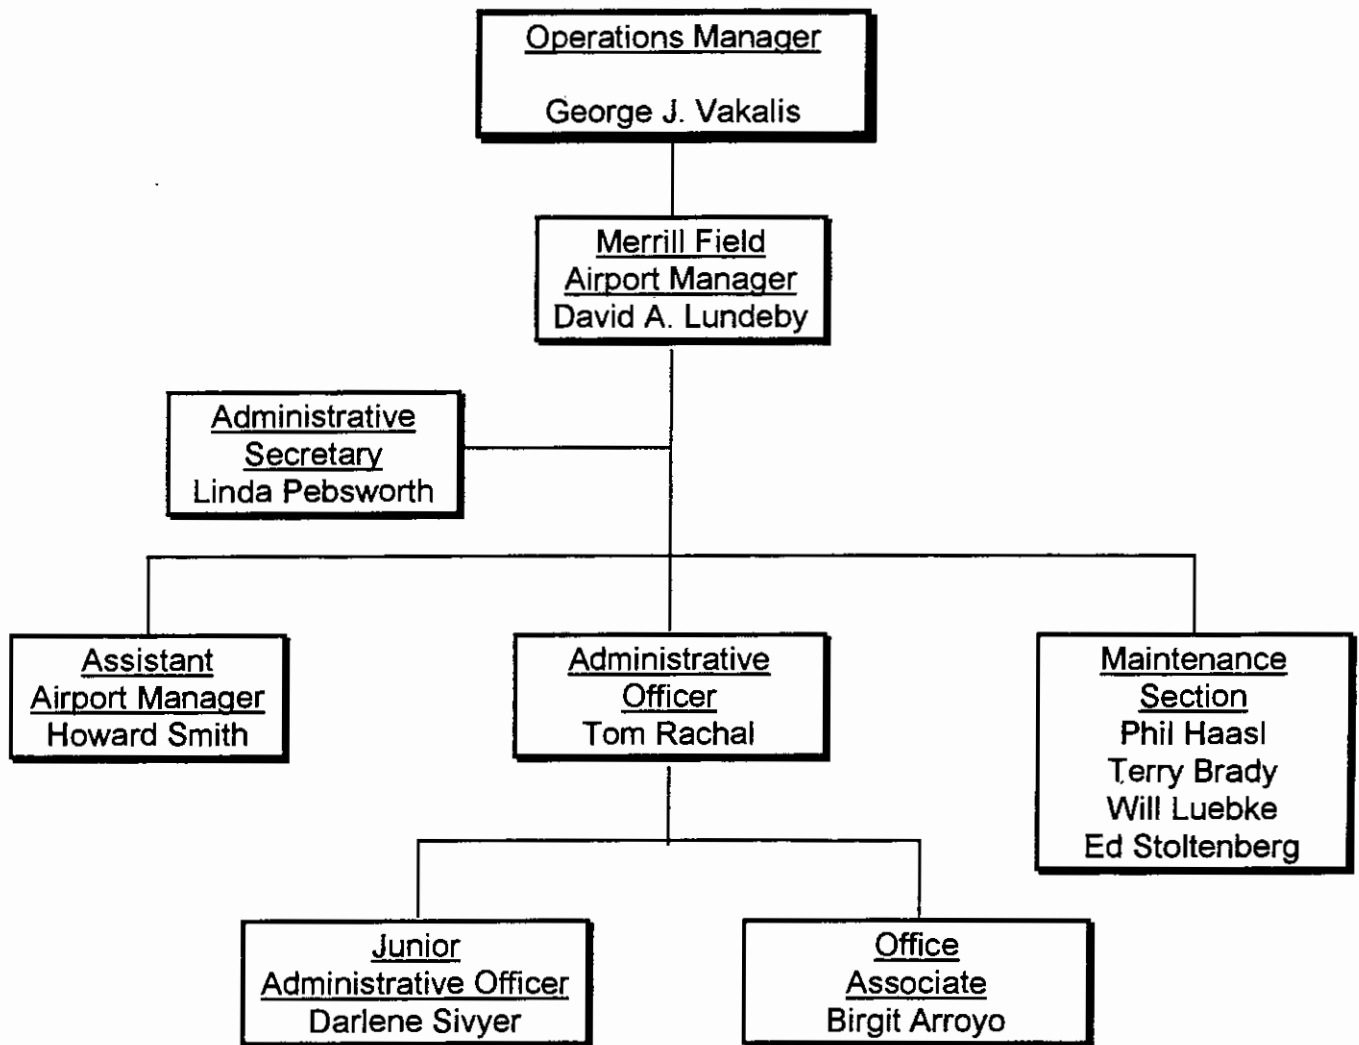 Operations Manager
George J. Vakalis
Merrill Field
Airport Manager
David A. Lundeby
Administrative
Secretary
Linda Pebsworth
Assistant
Airport Manager
Howard Smith
Administrative
Officer
Tom Rachal
Maintenance
Section
Phil Haasl
Terry Brady
Will Luebke
Ed Stoltenberg
Junior
Administrative Officer
Darlene Sivyer
Office
Associate
Birgit Arroyo